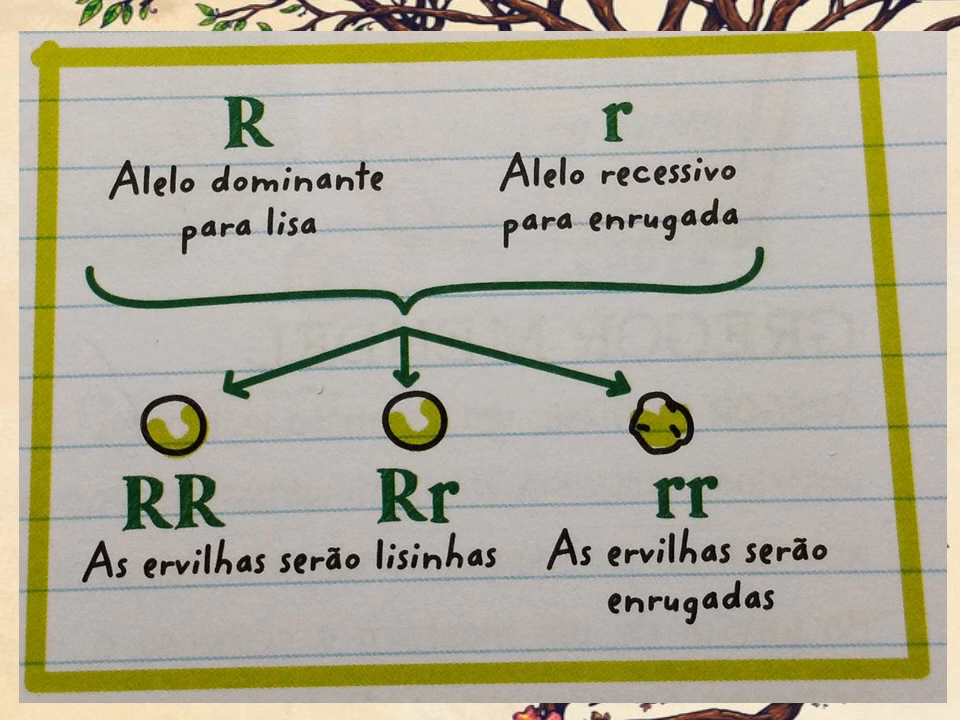 R r
Alelo dominante
para lisa
Alelo recessivo
para enrugada
RR Rr rr
As ervilhas serão lisinhas
As ervilhas serão
enrugadas